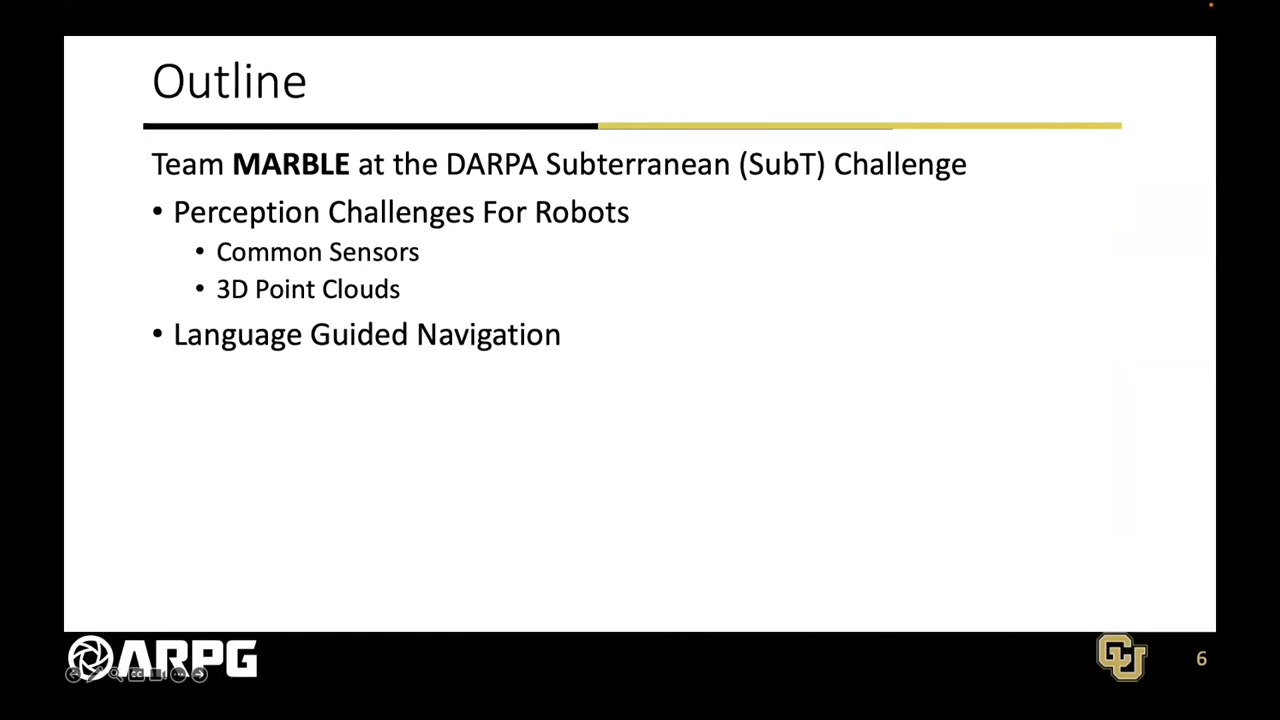 Outline
Team MARBLE at the DARPA Subterranean (SubT) Challenge
• Perception Challenges For Robots
• Common Sensors
• 3D Point Clouds
• Language Guided Navigation
ARPG
CU
6